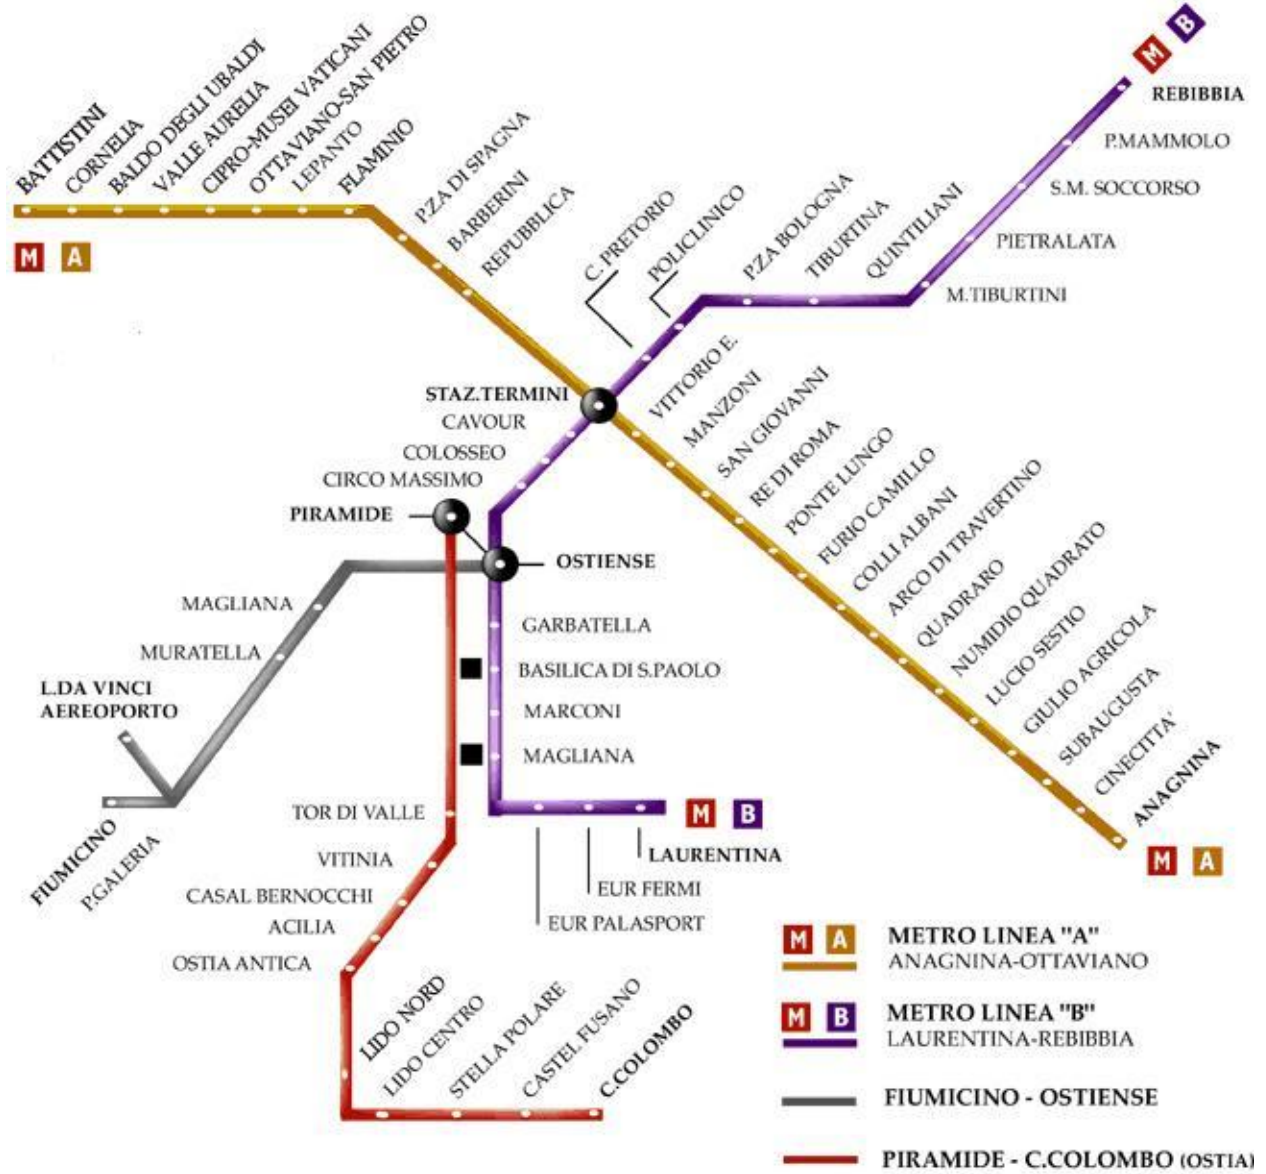 M B
REBIBBIA
P.MAMMOLO
S.M. SOCCORSO
PIETRALATA
M.TIBURTINI
QUINTILIANI
TIBURTINA
P.ZA BOLOGNA
POLICLINICO
C. PRETORIO
BATTISTINI
CORNELIA
BALDO DEGLI UBALDI
VALLE AURELIA
CIPRO-MUSEI VATICANI
OTTAVIANO-SAN PIETRO
LEPANTO
FLAMINIO
P.ZA DI SPAGNA
BARBERINI
REPUBBLICA
M A
STAZ.TERMINI
CAVOUR
COLOSSEO
CIRCO MASSIMO
PIRAMIDE
OSTIENSE
VITTORIO E.
MANZONI
SAN GIOVANNI
RE DI ROMA
PONTE LUNGO
FURIO CAMILLO
COLLI ALBANI
ARCO DI TRAVERTINO
QUADRARO
NUMIDIO QUADRATO
LUCIO SESTIO
GIULIO AGRICOLA
SUBAUGUSTA
CINECITTA'
ANAGNINA
M A
MAGLIANA
MURATELLA
L.DA VINCI
AEREOPORTO
FIUMICINO
P.GALERIA
GARBATELLA
BASILICA DI S.PAOLO
MARCONI
MAGLIANA
M B
LAURENTINA
EUR FERMI
EUR PALASPORT
TOR DI VALLE
VITINIA
CASAL BERNOCCHI
ACILIA
OSTIA ANTICA
LIDO NORD
LIDO CENTRO
STELLA POLARE
CASTEL FUSANO
C.COLOMBO
M A METRO LINEA "A"
ANAGNINA-OTTAVIANO
M B METRO LINEA "B"
LAURENTINA-REBIBBIA
FIUMICINO - OSTIENSE
PIRAMIDE - C.COLOMBO (OSTIA)